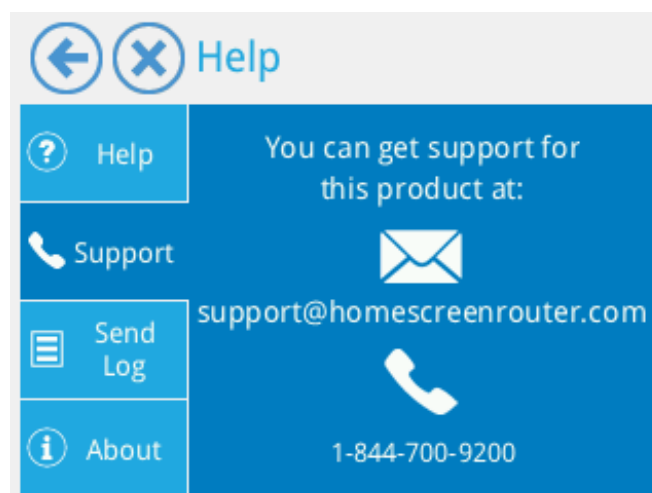 Help
Help
Support
Send
Log
About
You can get support for
this product at:
support@homescreenrouter.com
1-844-700-9200